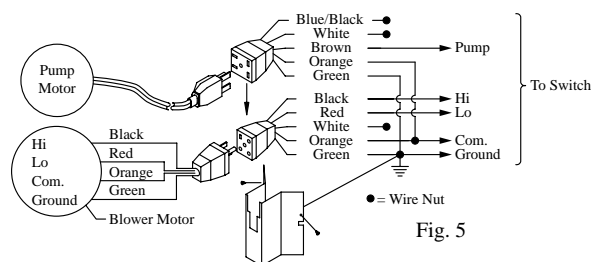 Blue/Black
White
Brown
Orange
Green
Pump
Pump
Motor
To Switch
Black
Red
White
Orange
Green
Hi
Lo
Com.
Ground
Hi
Lo
Com.
Ground
Black
Red
Orange
Green
Blower Motor
= Wire Nut
Fig. 5